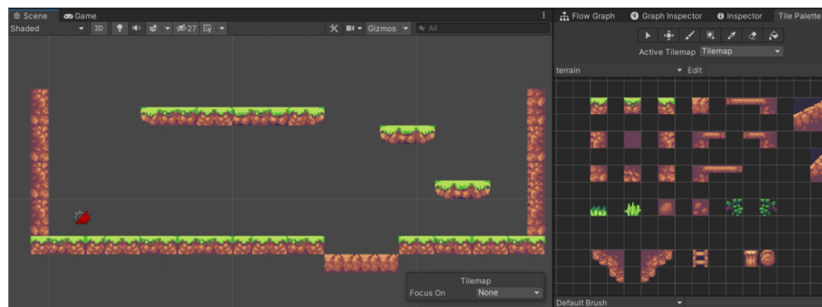 Scene Game
Shaded 2D 27 Gizmos All
Flow Graph Graph Inspector Inspector Tile Palette
Active Tilemap Tilemap
terrain Edit
Tilemap
Focus On None
Default Brush